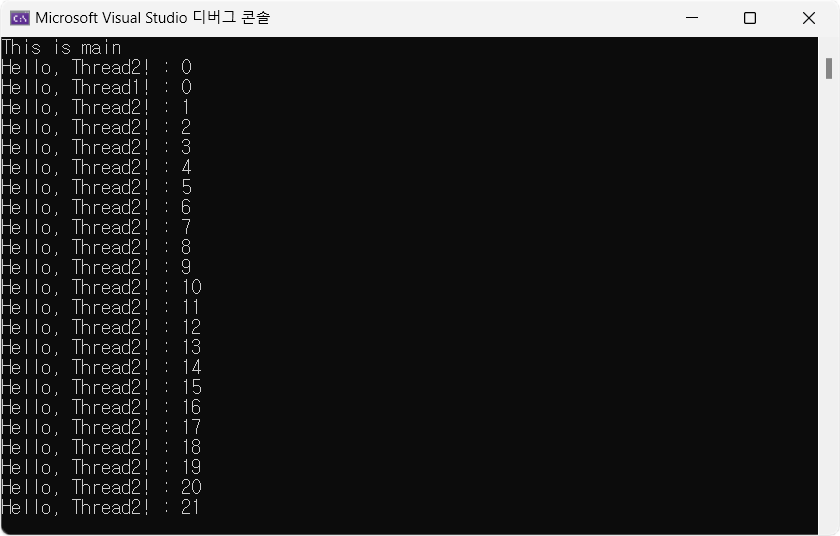 Microsoft Visual Studio 디버그 콘솔
This is main
Hello, Thread2! : 0
Hello, Thread1! : 0
Hello, Thread2! : 1
Hello, Thread2! : 2
Hello, Thread2! : 3
Hello, Thread2! : 4
Hello, Thread2! : 5
Hello, Thread2! : 6
Hello, Thread2! : 7
Hello, Thread2! : 8
Hello, Thread2! : 9
Hello, Thread2! : 10
Hello, Thread2! : 11
Hello, Thread2! : 12
Hello, Thread2! : 13
Hello, Thread2! : 14
Hello, Thread2! : 15
Hello, Thread2! : 16
Hello, Thread2! : 17
Hello, Thread2! : 18
Hello, Thread2! : 19
Hello, Thread2! : 20
Hello, Thread2! : 21